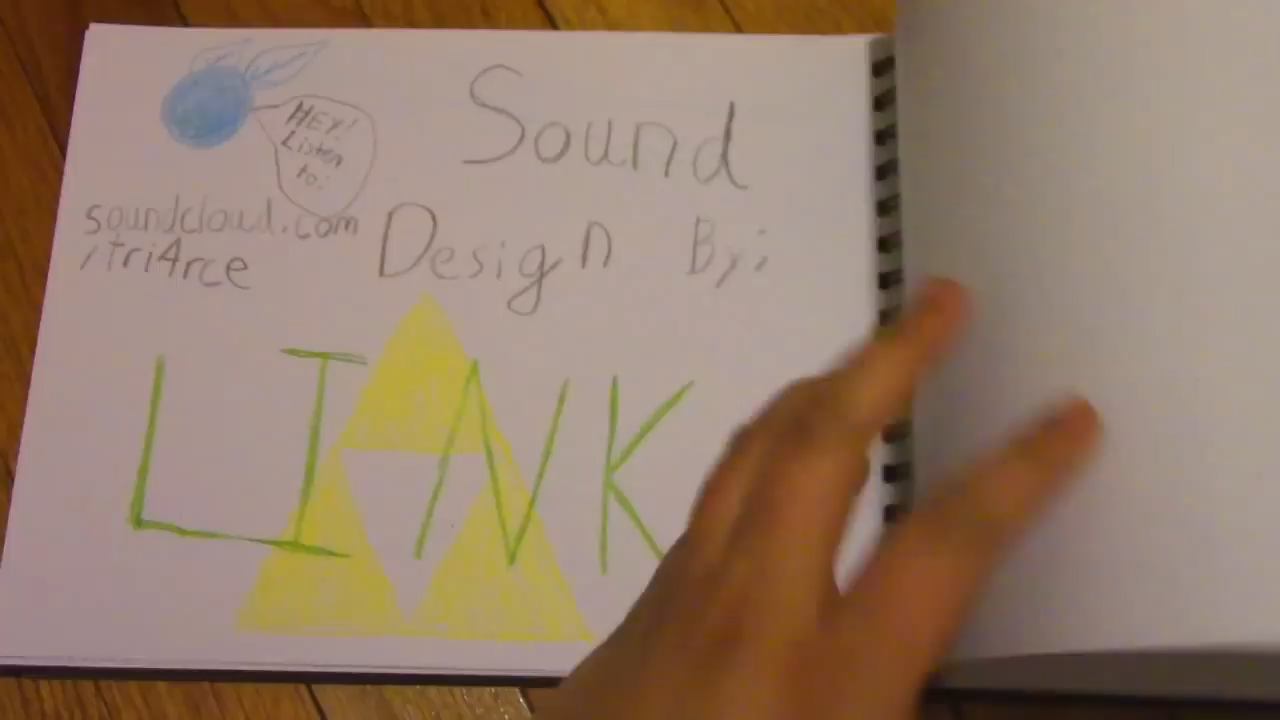 HEY!
Listen
to:
soundcloud.com
/tri4rce
Sound
Design By;
LINK